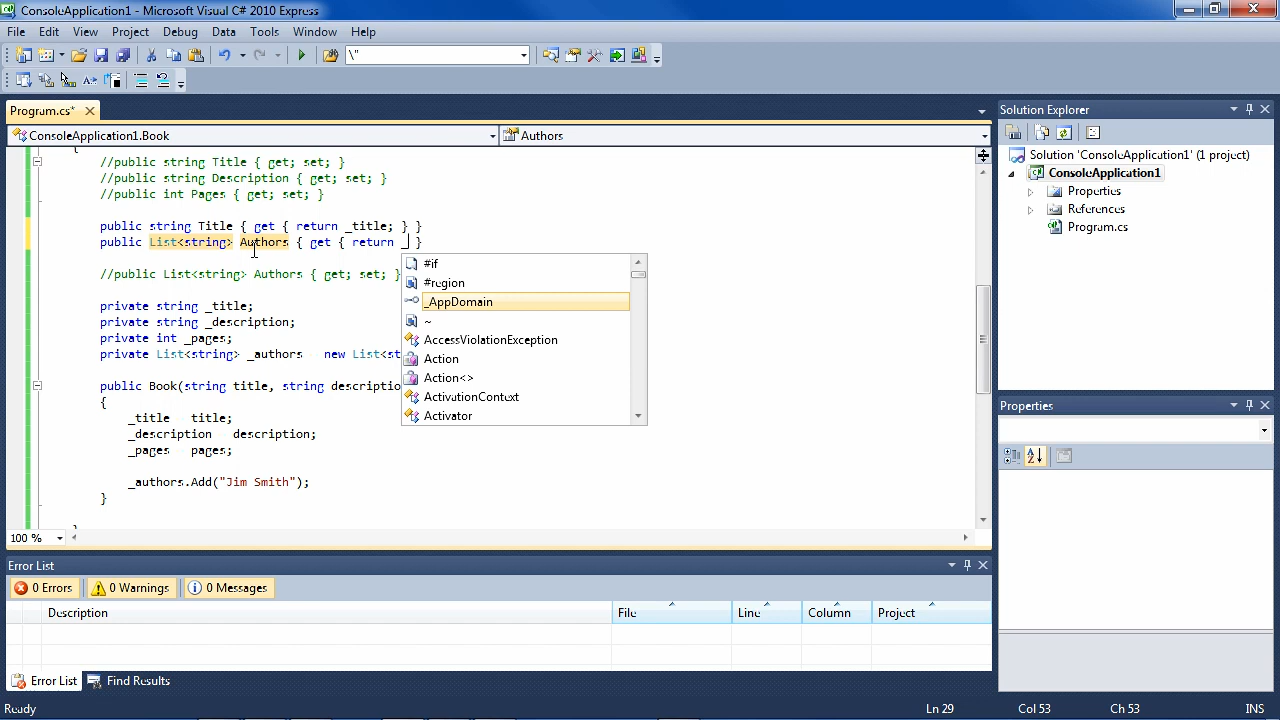 ConsoleApplication1 - Microsoft Visual C# 2010 Express
File Edit View Project Debug Data Tools Window Help
\"
Program.cs* 
ConsoleApplication1.Book Authors
{
//public string Title { get; set; }
//public string Description { get; set; }
//public int Pages { get; set; }
public string Title { get { return _title; } }
public List<string> Authors { get { return _ }
//public List<string> Authors { get; set; }
private string _title;
private string _description;
private int _pages;
private List<string> _authors new List<st
public Book(string title, string descriptio
{
_title title;
_description description;
_pages pages;
_authors.Add("Jim Smith");
}
#if
#region
_AppDomain
~
AccessViolationException
Action
Action<>
ActivationContext
Activator
100 %
Solution Explorer
Solution 'ConsoleApplication1' (1 project)
ConsoleApplication1
Properties
References
Program.cs
Properties
Error List
0 Errors 0 Warnings 0 Messages
Description File Line Column Project
Error List Find Results
Ready Ln 29 Col 53 Ch 53 INS